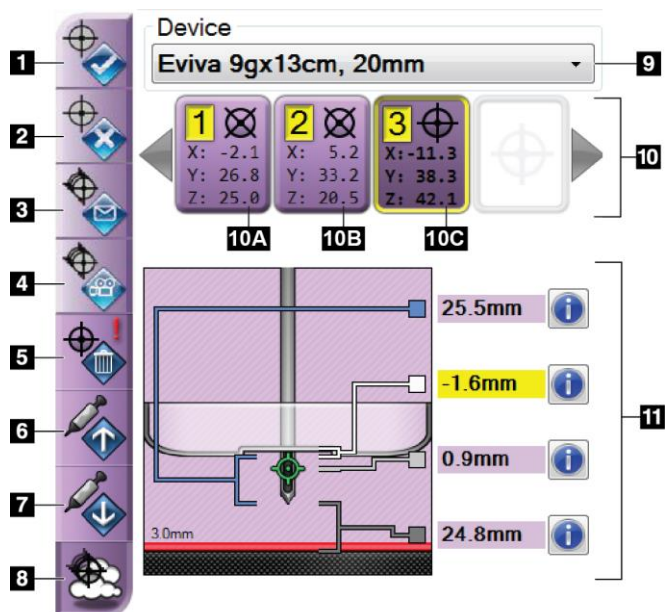 Device
1
Eviva 9gx13cm, 20mm
9
2
1
X: -2.1
Y: 26.8
Z: 25.0
2
X: 5.2
Y: 33.2
Z: 20.5
3
X:-11.3
Y: 38.3
Z: 42.1
10
3
10A
10B
10C
4
25.5mm
5
!
-1.6mm
6
11
0.9mm
7
3.0mm
24.8mm
8